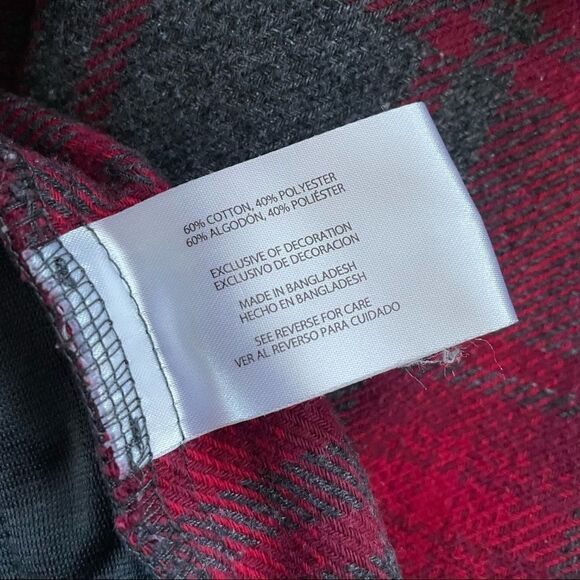 60% COTTON, 40% POLYESTER
60% ALGODÓN, 40% POLIÉSTER
EXCLUSIVE OF DECORATION
EXCLUSIVO DE DECORACION
MADE IN BANGLADESH
HECHO EN BANGLADESH
SEE REVERSE FOR CARE
VER AL REVERSO PARA CUIDADO